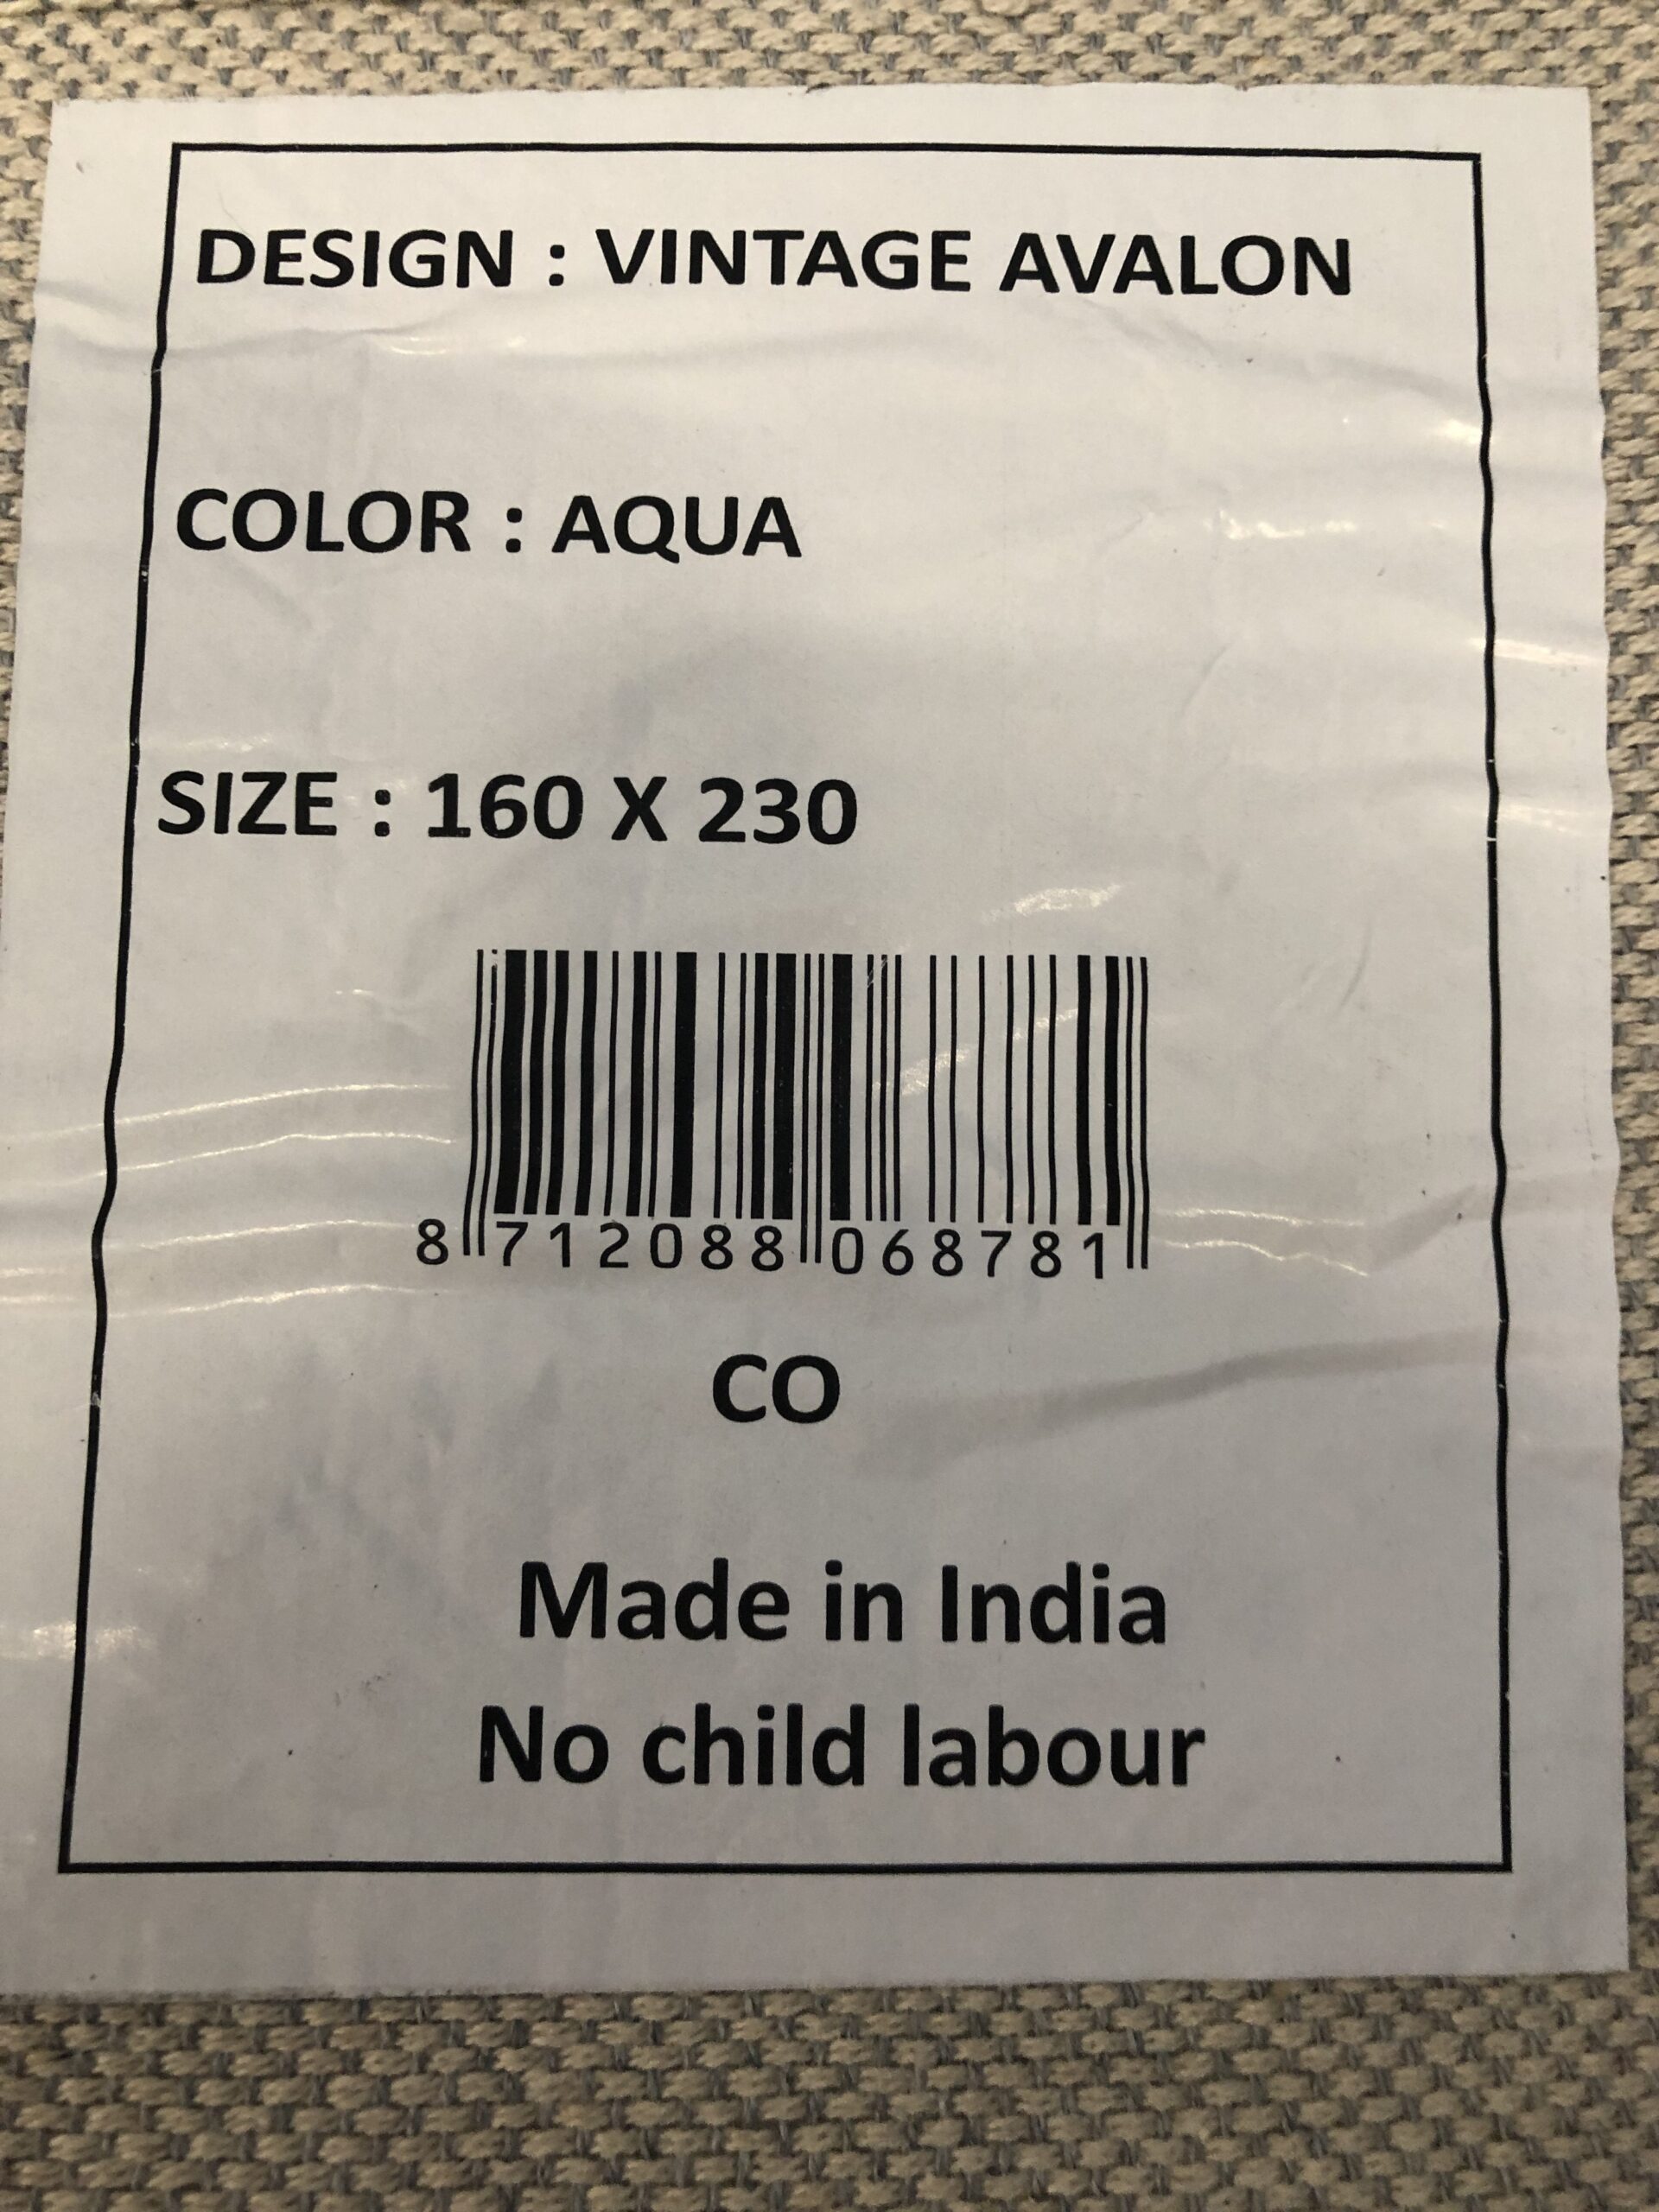 DESIGN : VINTAGE AVALON
COLOR : AQUA
SIZE : 160 X 230
8 712088 068781
CO
Made in India
No child labour